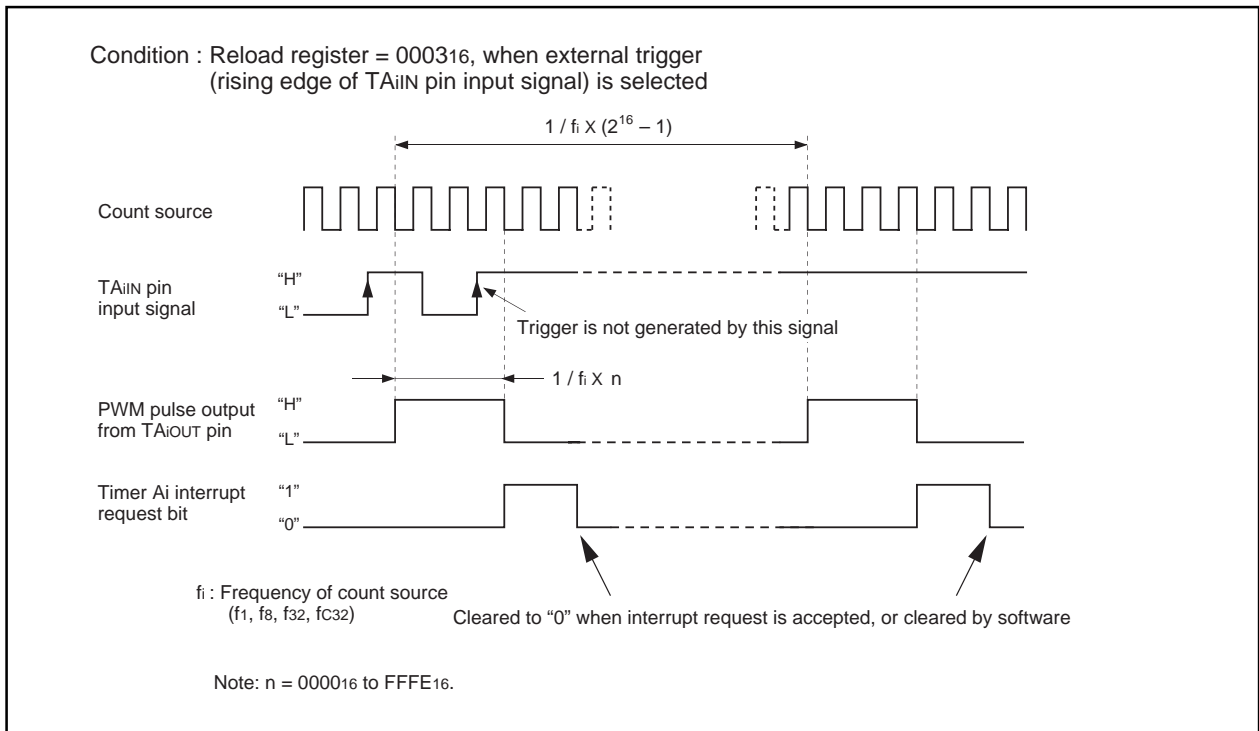 Condition : Reload register = 000316, when external trigger
(rising edge of TAiIN pin input signal) is selected
1 / fi X (2^16 – 1)
Count source
TAiIN pin
input signal
“H”
“L”
Trigger is not generated by this signal
1 / fi X n
PWM pulse output
from TAiOUT pin
“H”
“L”
Timer Ai interrupt
request bit
“1”
“0”
fi : Frequency of count source
(f1, f8, f32, fC32)
Cleared to “0” when interrupt request is accepted, or cleared by software
Note: n = 000016 to FFFE16.